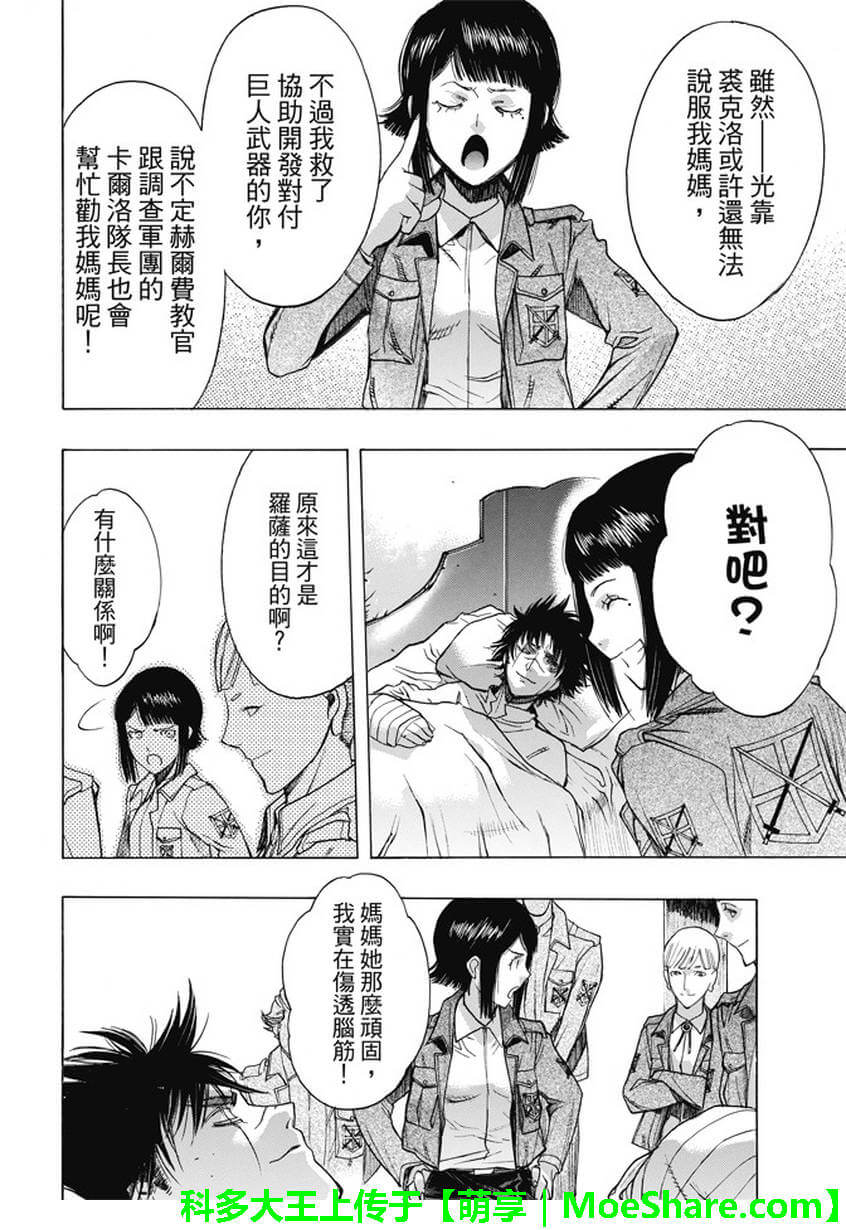 雖然──光靠
裘克洛或許還無法
說服我媽媽，
不過我救了
協助開發對付
巨人武器的你，
說不定赫爾費教官
跟調查軍團的
卡爾洛隊長也會
幫忙勸我媽媽呢！
對吧？
原來這才是
羅薩的目的啊？
有什麼關係啊！
媽媽她那麼頑固，
我實在傷透腦筋！
科多大王上传于【萌享｜MoeShare.com】